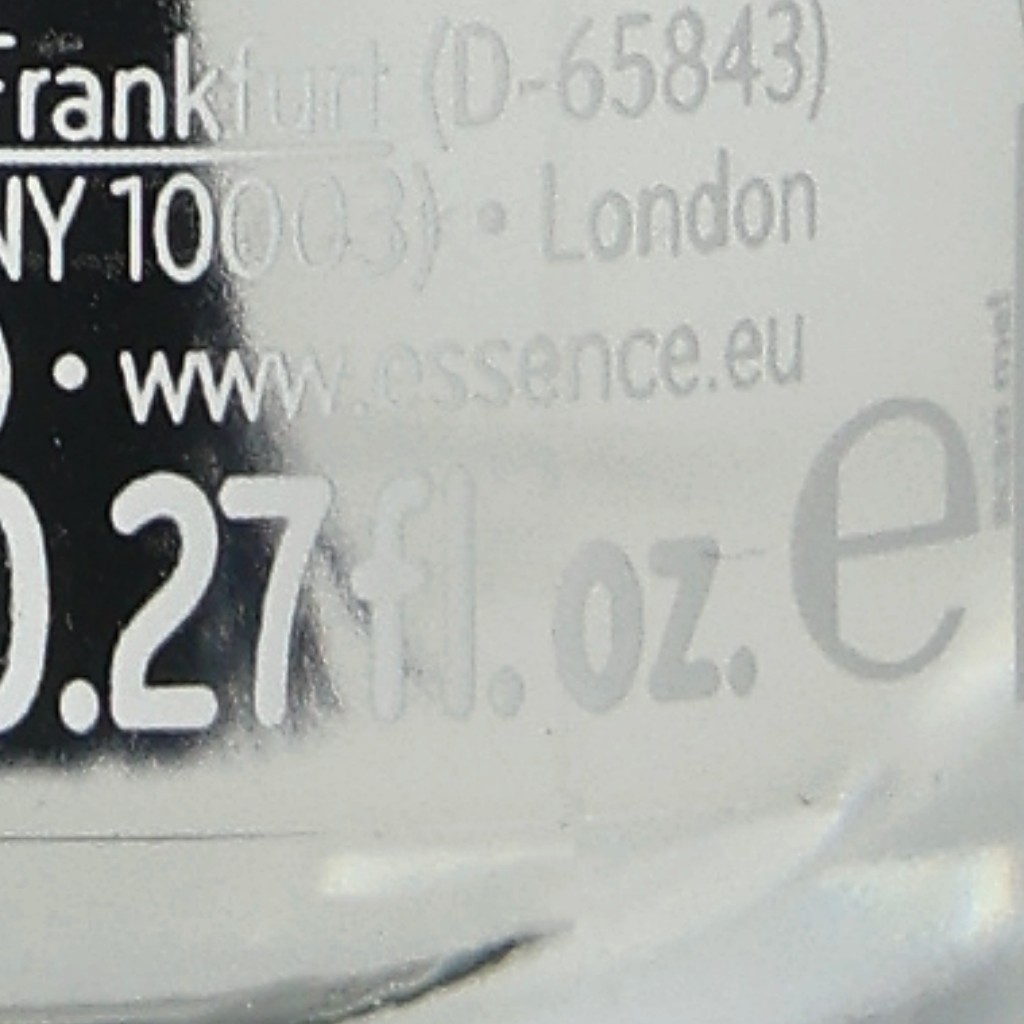 Frankfurt (D-65843)
NY 10003) • London
) • www.essence.eu
0.27 fl. oz. e